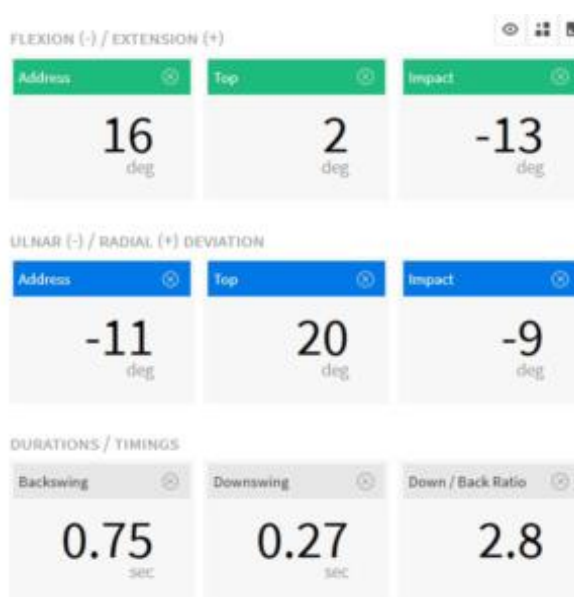 FLEXION (-) / EXTENSION (+)
Address Top Impact
16 2 -13
deg deg deg
ULNAR (-) / RADIAL (+) DEVIATION
Address Top Impact
-11 20 -9
deg deg deg
DURATIONS / TIMINGS
Backswing Downswing Down / Back Ratio
0.75 0.27 2.8
sec sec